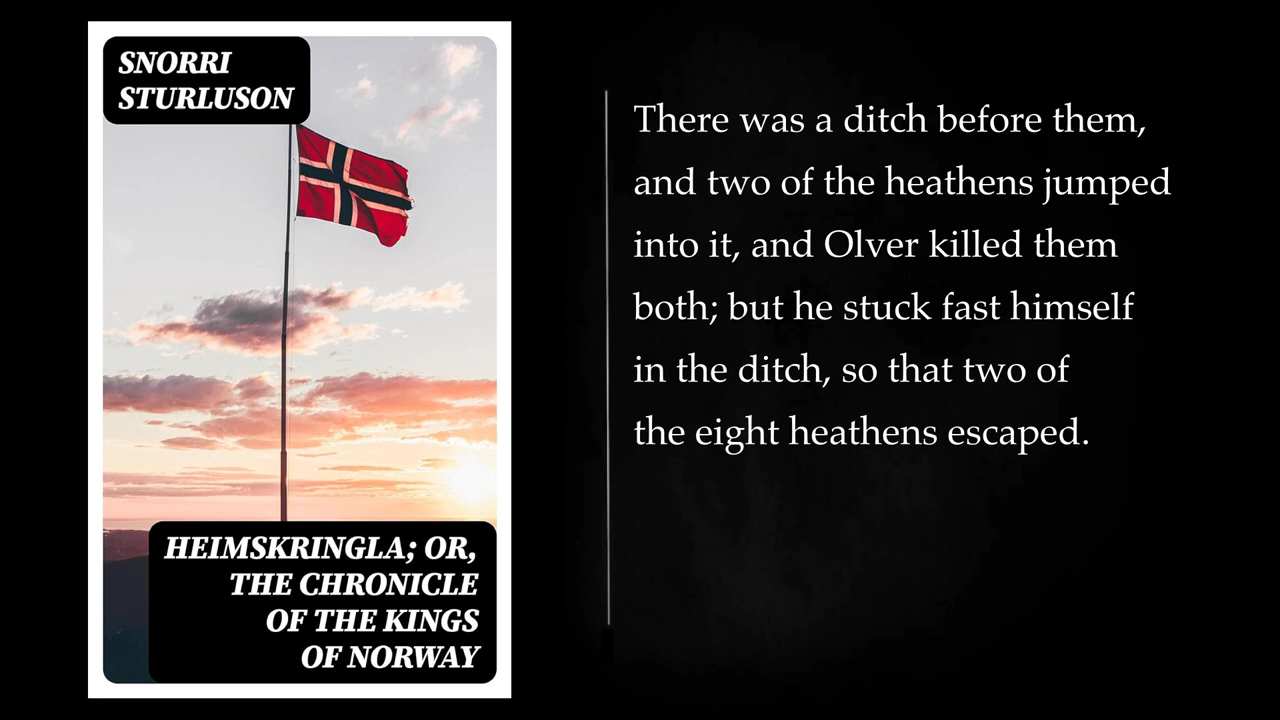 SNORRI
STURLUSON
HEIMSKRINGLA; OR,
THE CHRONICLE
OF THE KINGS
OF NORWAY
There was a ditch before them,
and two of the heathens jumped
into it, and Olver killed them
both; but he stuck fast himself
in the ditch, so that two of
the eight heathens escaped.